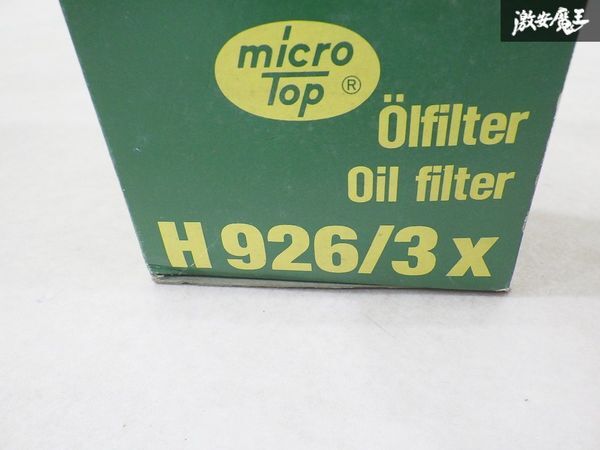 激安魔王
micro
Top ®
Ölfilter
Oil filter
H 926/3 x